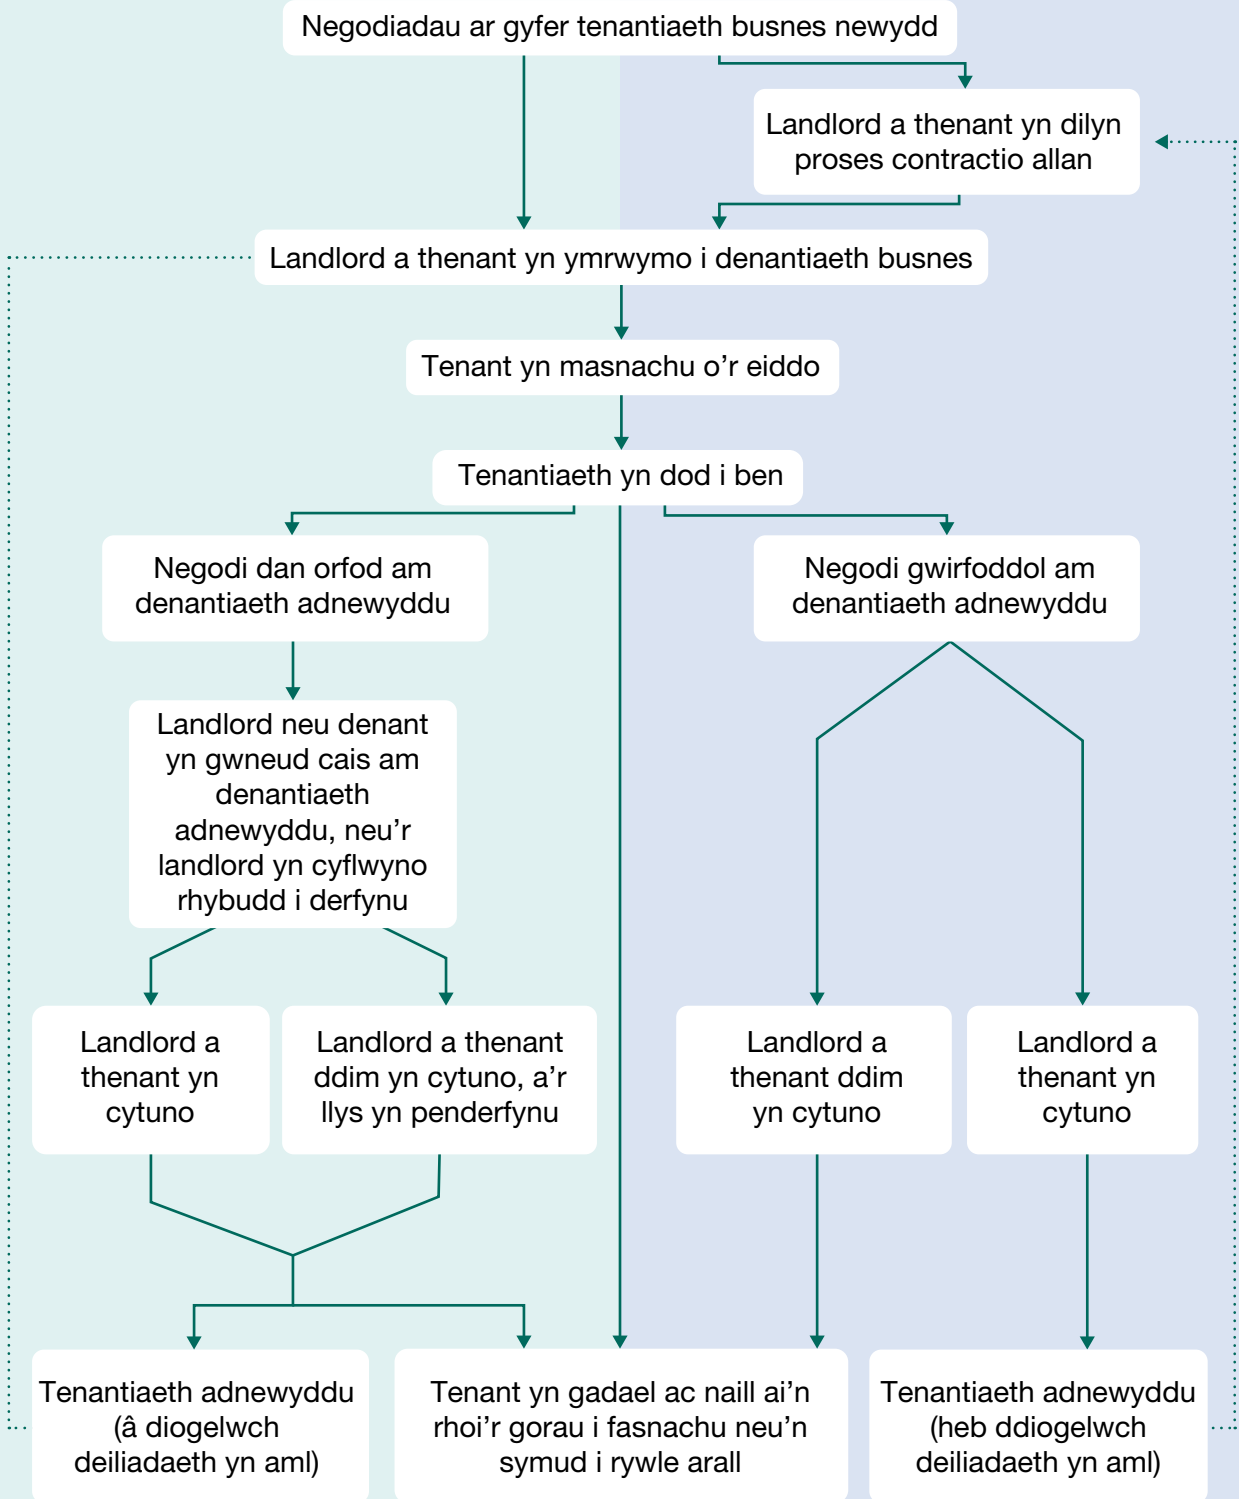 Negodiadau ar gyfer tenantiaeth busnes newydd
Landlord a thenant yn dilyn
proses contractio allan
Landlord a thenant yn ymrwymo i denantiaeth busnes
Tenant yn masnachu o’r eiddo
Tenantiaeth yn dod i ben
Negodi dan orfod am
denantiaeth adnewyddu
Negodi gwirfoddol am
denantiaeth adnewyddu
Landlord neu denant
yn gwneud cais am
denantiaeth
adnewyddu, neu’r
landlord yn cyflwyno
rhybudd i derfynu
Landlord a
thenant yn
cytuno
Landlord a thenant
ddim yn cytuno, a’r
llys yn penderfynu
Landlord a
thenant ddim
yn cytuno
Landlord a
thenant yn
cytuno
Tenantiaeth adnewyddu
(â diogelwch
deiliadaeth yn aml)
Tenant yn gadael ac naill ai’n
rhoi’r gorau i fasnachu neu’n
symud i rywle arall
Tenantiaeth adnewyddu
(heb ddiogelwch
deiliadaeth yn aml)